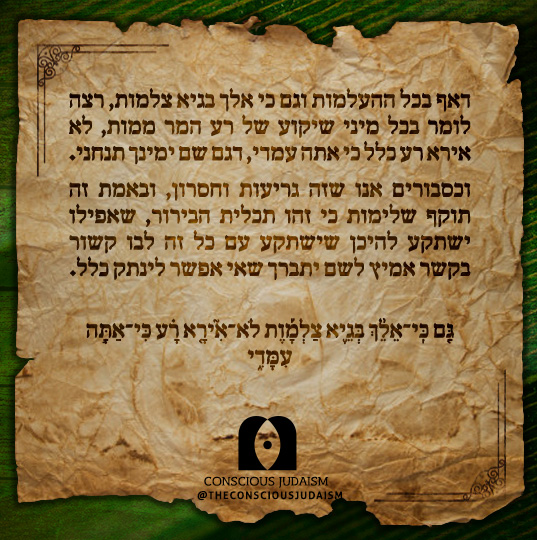 דאף בכל ההעלמות וגם כי אלך בגיא צלמות, רצה
לומר בכל מיני שיקוע של רע המר ממות, לא
אירא רע כלל כי אתה עמדי, דגם שם ימינך תנחני.
וכסבורים אנו שזה גריעות וחסרון, ובאמת זה
תוקף שלימות כי זהו תכלית הבירור, שאפילו
ישתקע להיכן שישתקע עם כל זה לבו קשור
בקשר אמיץ לשם יתברך שאי אפשר לינתק כלל.
גַּ֤ם כִּֽי־אֵלֵ֨ךְ בְּגֵ֪יא צַלְמָ֡וֶת לֹא־אִ֘ירָ֤א רָ֗ע כִּי־אַתָּ֥ה
עִמָּדִ֑י
CONSCIOUS JUDAISM
@THECONSCIOUSJUDAISM